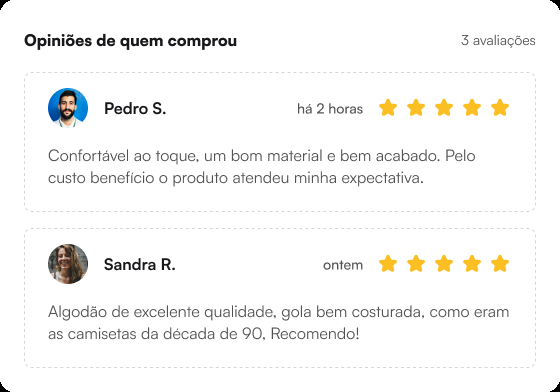 Opiniões de quem comprou
3 avaliações
Pedro S.
há 2 horas
Confortável ao toque, um bom material e bem acabado. Pelo
custo benefício o produto atendeu minha expectativa.
Sandra R.
ontem
Algodão de excelente qualidade, gola bem costurada, como eram
as camisetas da década de 90, Recomendo!